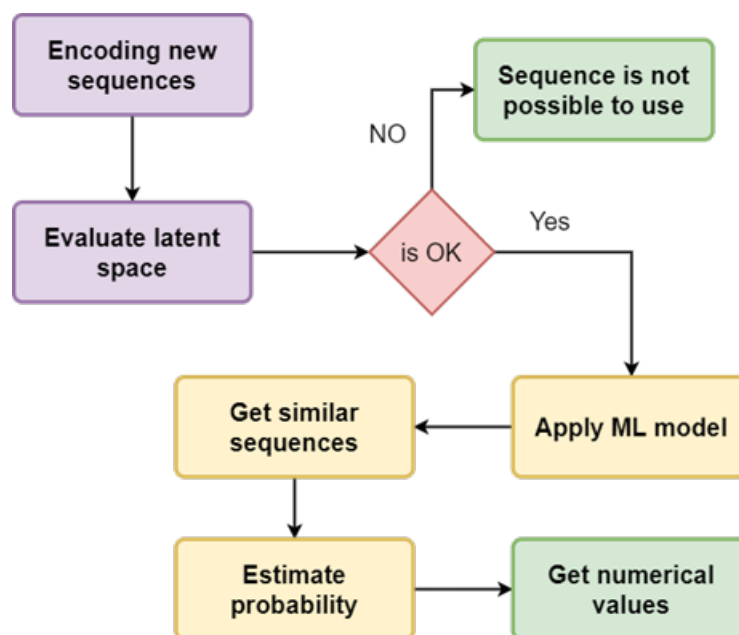 Encoding new
sequences
Sequence is not
possible to use
NO
Evaluate latent
space
is OK
Yes
Get similar
sequences
Apply ML model
Estimate
probability
Get numerical
values